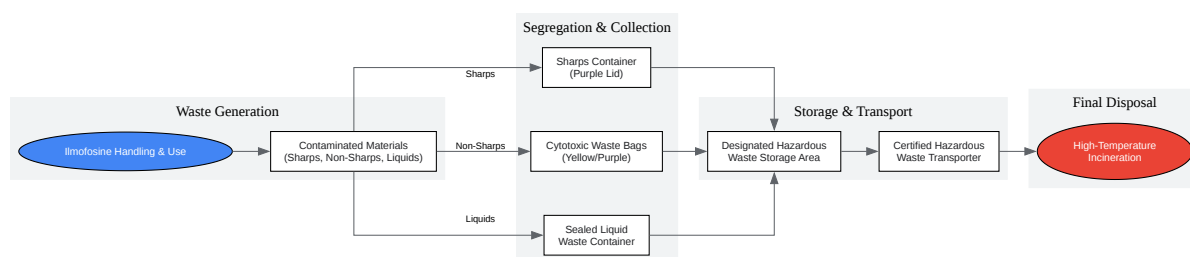 Segregation & Collection
Sharps Container
(Purple Lid)
Sharps
Waste Generation
Storage & Transport
Final Disposal
Ilmofosine Handling & Use
Contaminated Materials
(Sharps, Non-Sharps, Liquids)
Non-Sharps
Cytotoxic Waste Bags
(Yellow/Purple)
Designated Hazardous
Waste Storage Area
Certified Hazardous
Waste Transporter
High-Temperature
Incineration
Liquids
Sealed Liquid
Waste Container